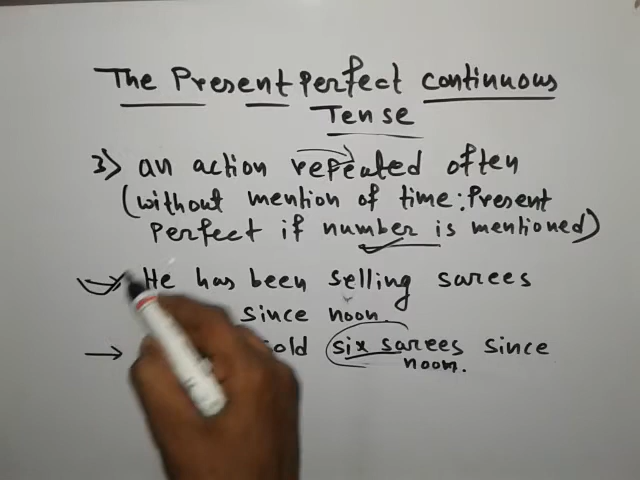 The Present Perfect Continuous
Tense
3) an action repeated often
(without mention of time: Present
Perfect if number is mentioned)
→ He has been selling sarees
since noon.
→ sold six sarees since
noon.